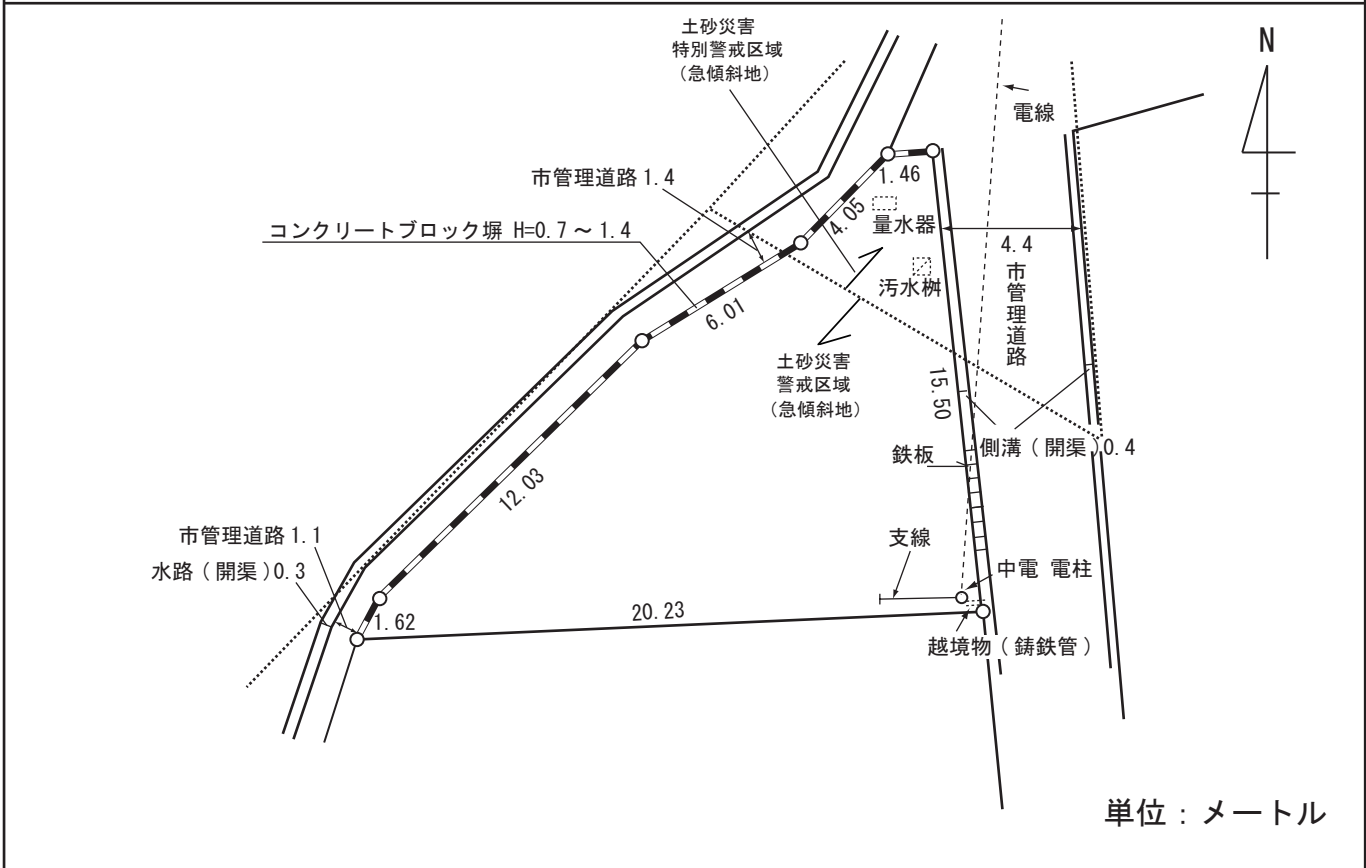 土砂災害
特別警戒区域
（急傾斜地）
N
電線
市管理道路 1.4
1.46
コンクリートブロック塀 H=0.7 ～ 1.4
4.05
量水器
4.4
市管理道路
汚水桝
6.01
土砂災害
警戒区域
（急傾斜地）
15.50
側溝（開渠）0.4
鉄板
12.03
市管理道路 1.1
水路（開渠）0.3
支線
中電 電柱
1.62
20.23
越境物（鋳鉄管）
単位：メートル